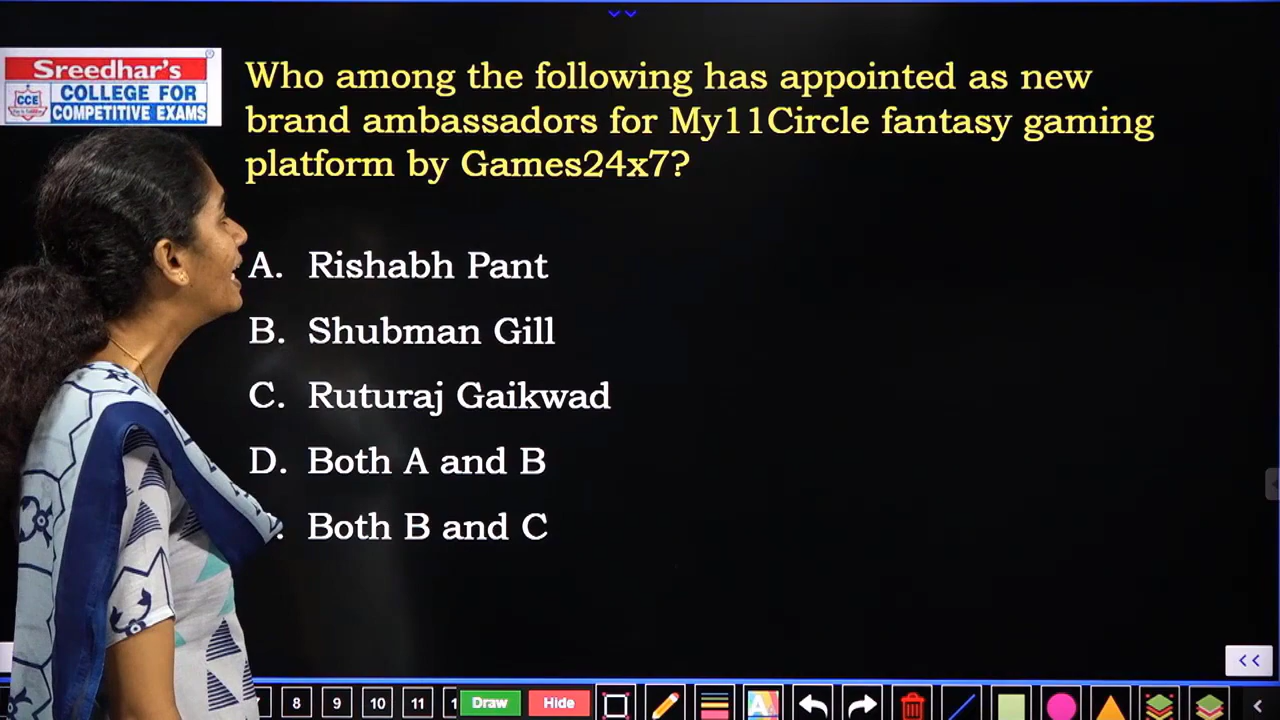 Sreedhar's
CCE
COLLEGE FOR
COMPETITIVE EXAMS
Who among the following has appointed as new
brand ambassadors for My11Circle fantasy gaming
platform by Games24x7?
A. Rishabh Pant
B. Shubman Gill
C. Ruturaj Gaikwad
D. Both A and B
Both B and C
<<
8 9 10 11 1 Draw Hide